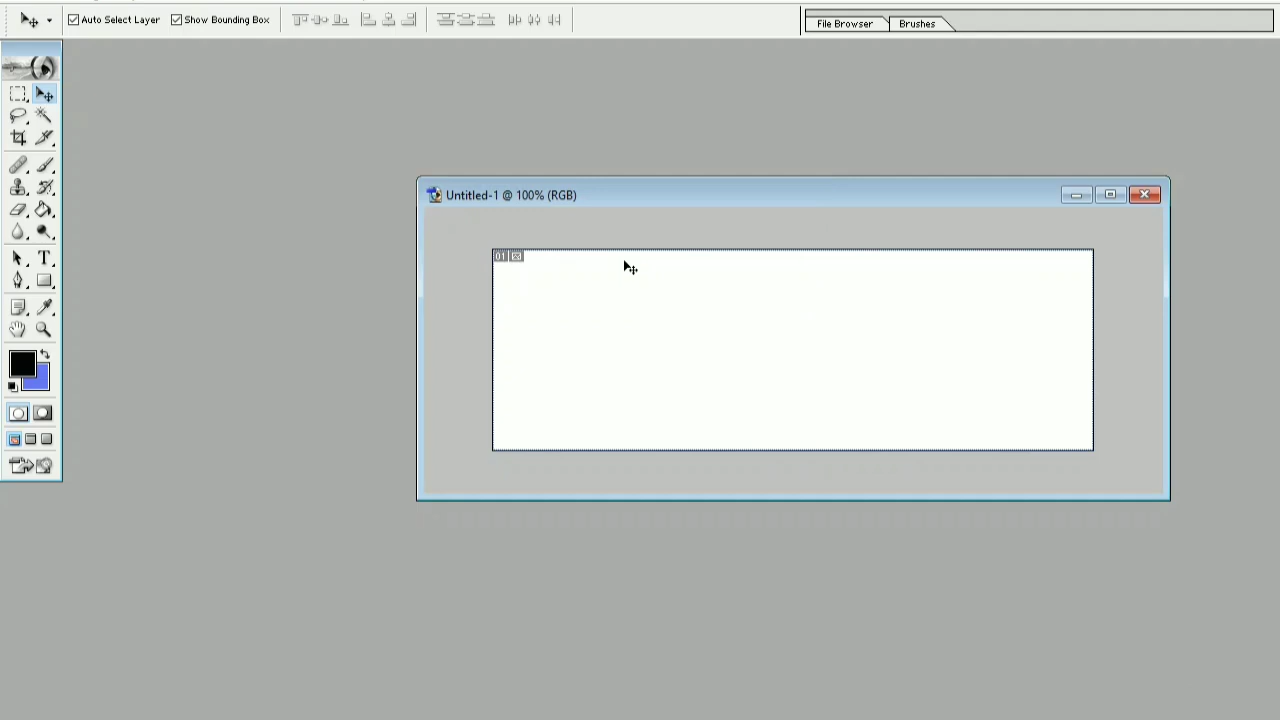 Auto Select Layer Show Bounding Box File Browser Brushes
T
Untitled-1 @ 100% (RGB)
01